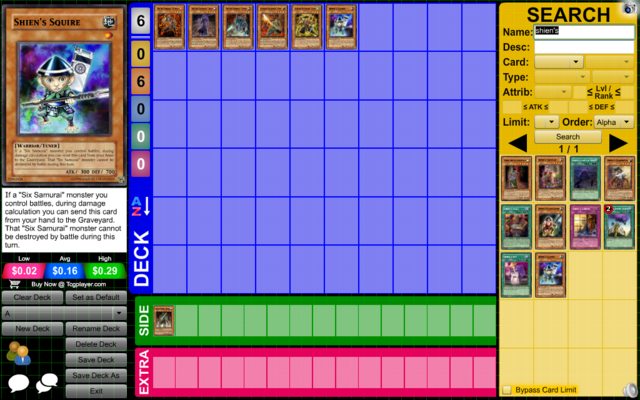 SHIEN'S SQUIRE
[WARRIOR/TUNER]
ATK/ 300 DEF/ 700
If a "Six Samurai" monster you
control battles, during damage
calculation you can send this card
from your hand to the Graveyard.
That "Six Samurai" monster cannot
be destroyed by battle during this
turn.
Low Avg High
$0.02 $0.16 $0.29
Buy Now @ Tcgplayer.com
Clear Deck Set as Default
A
New Deck Rename Deck
Delete Deck
Save Deck
Save Deck As
Exit
6
0
6
0
0
0
A
Z
DECK
SIDE
EXTRA
SEARCH
Name: shien's
Desc:
Card:
Type:
Attrib: ≤ Lvl / Rank ≤
≤ ATK ≤ ≤ DEF ≤
Limit: Order: Alpha
Search
1 / 1
2
Bypass Card Limit